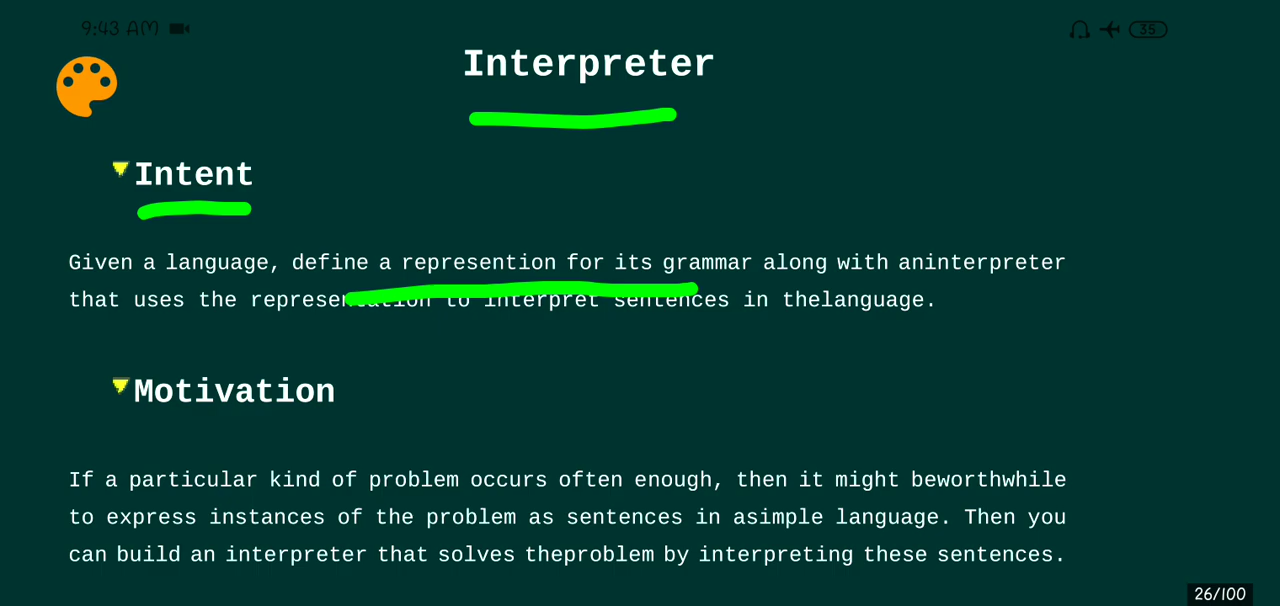 9:43 AM
35
Interpreter
Intent
Given a language, define a represention for its grammar along with aninterpreter
that uses the representation to interpret sentences in thelanguage.
Motivation
If a particular kind of problem occurs often enough, then it might beworthwhile
to express instances of the problem as sentences in asimple language. Then you
can build an interpreter that solves theproblem by interpreting these sentences.
26/100